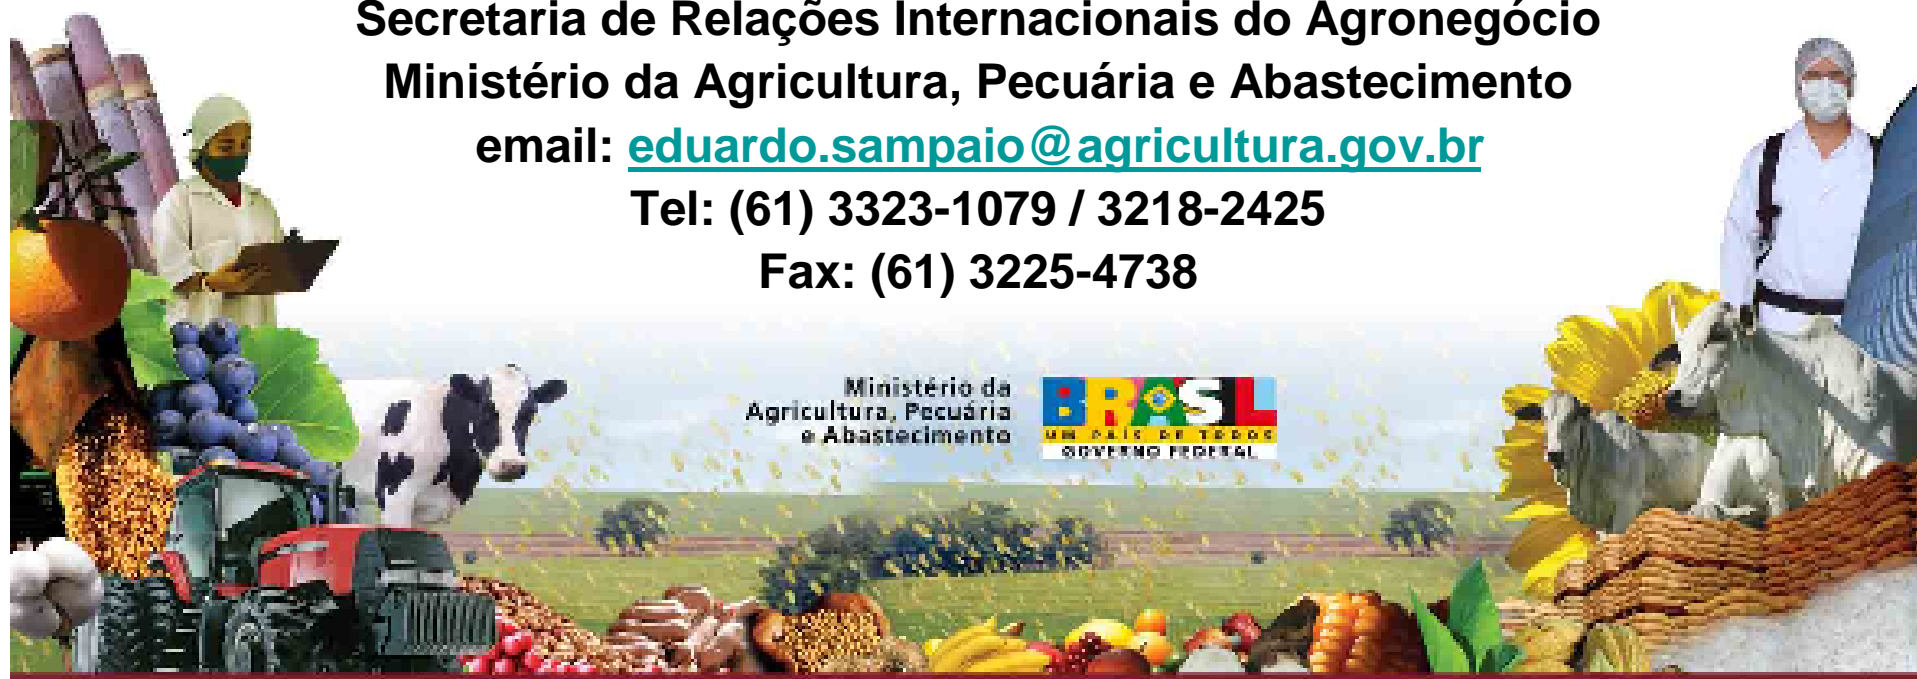 Secretaria de Relações Internacionais do Agronegócio
Ministério da Agricultura, Pecuária e Abastecimento
email: eduardo.sampaio@agricultura.gov.br
Tel: (61) 3323-1079 / 3218-2425
Fax: (61) 3225-4738
Ministério da
Agricultura, Pecuária
e Abastecimento
BRASIL
UM PAÍS DE TODOS
GOVERNO FEDERAL